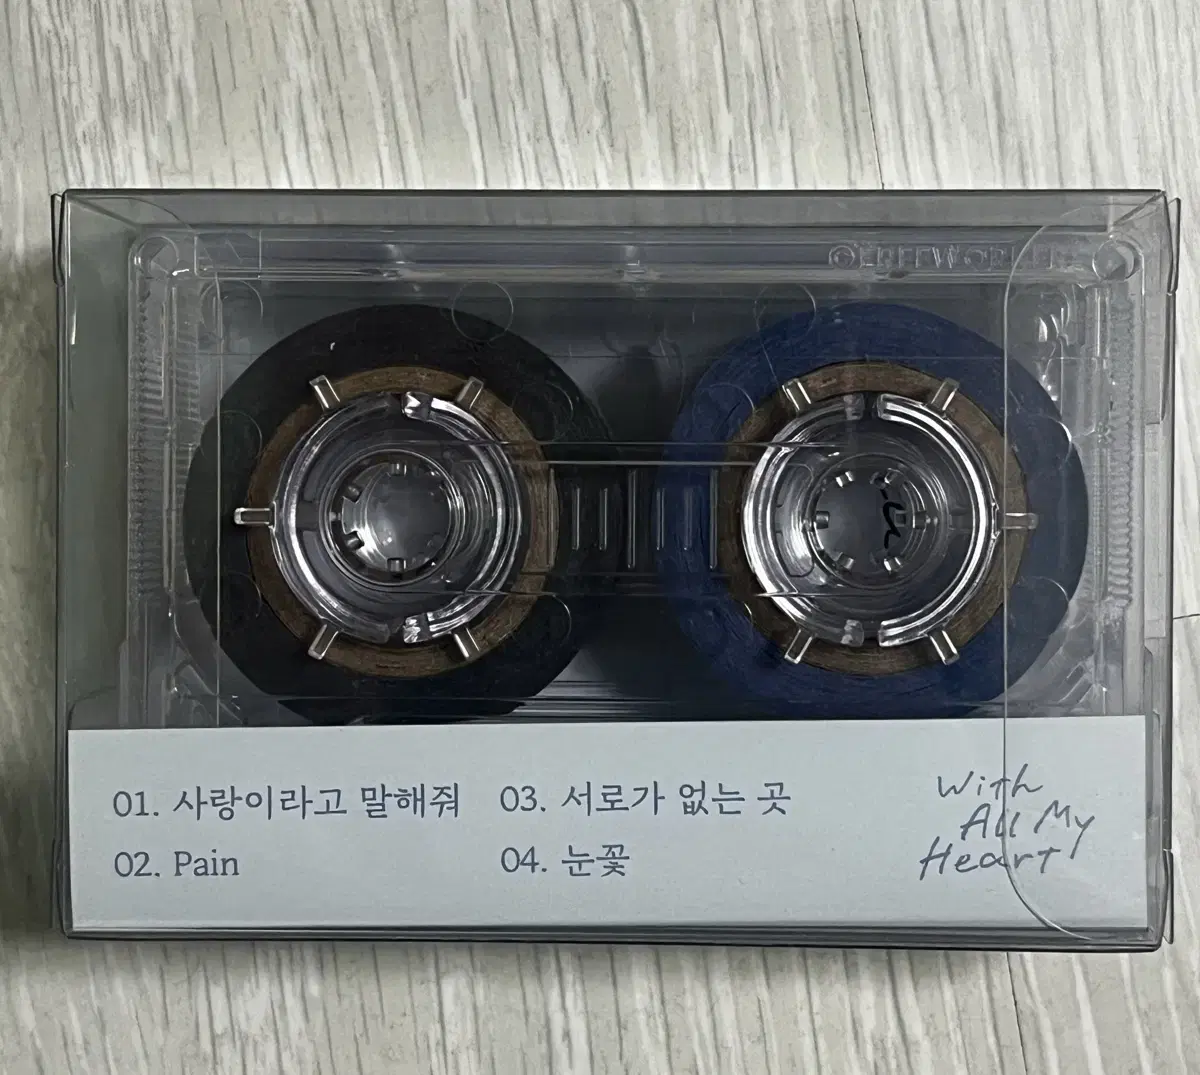 01. 사랑이라고 말해줘
02. Pain
03. 서로가 없는 곳
04. 눈꽃
With
All My
Heart